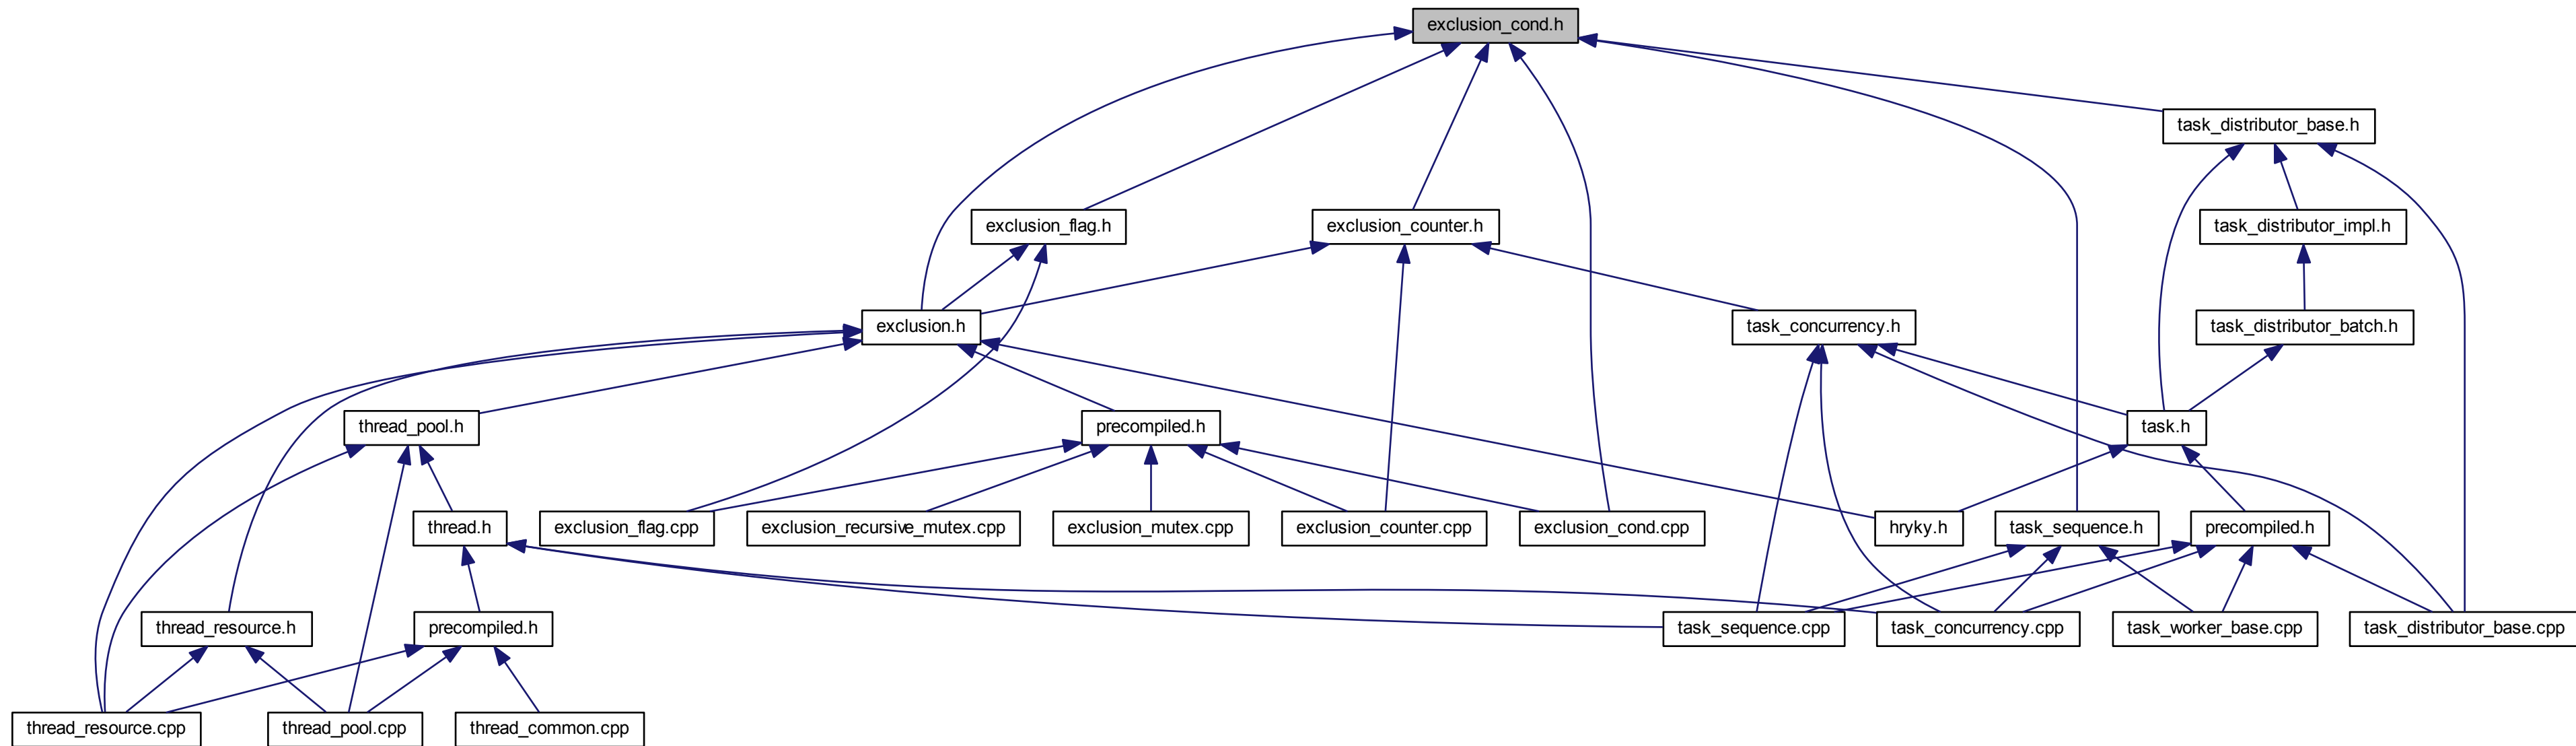 exclusion_cond.h
task_distributor_base.h
exclusion_flag.h
exclusion_counter.h
task_distributor_impl.h
exclusion.h
task_concurrency.h
task_distributor_batch.h
thread_pool.h
precompiled.h
task.h
thread.h
exclusion_flag.cpp
exclusion_recursive_mutex.cpp
exclusion_mutex.cpp
exclusion_counter.cpp
exclusion_cond.cpp
hryky.h
task_sequence.h
precompiled.h
thread_resource.h
precompiled.h
task_sequence.cpp
task_concurrency.cpp
task_worker_base.cpp
task_distributor_base.cpp
thread_resource.cpp
thread_pool.cpp
thread_common.cpp